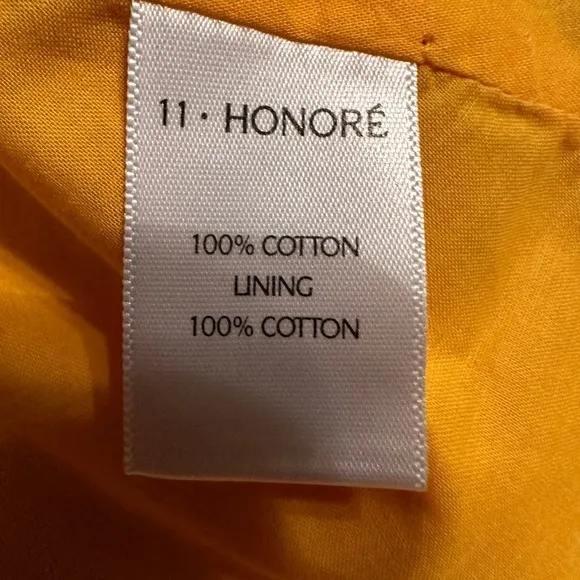 11 · HONORÉ
100% COTTON
LINING
100% COTTON